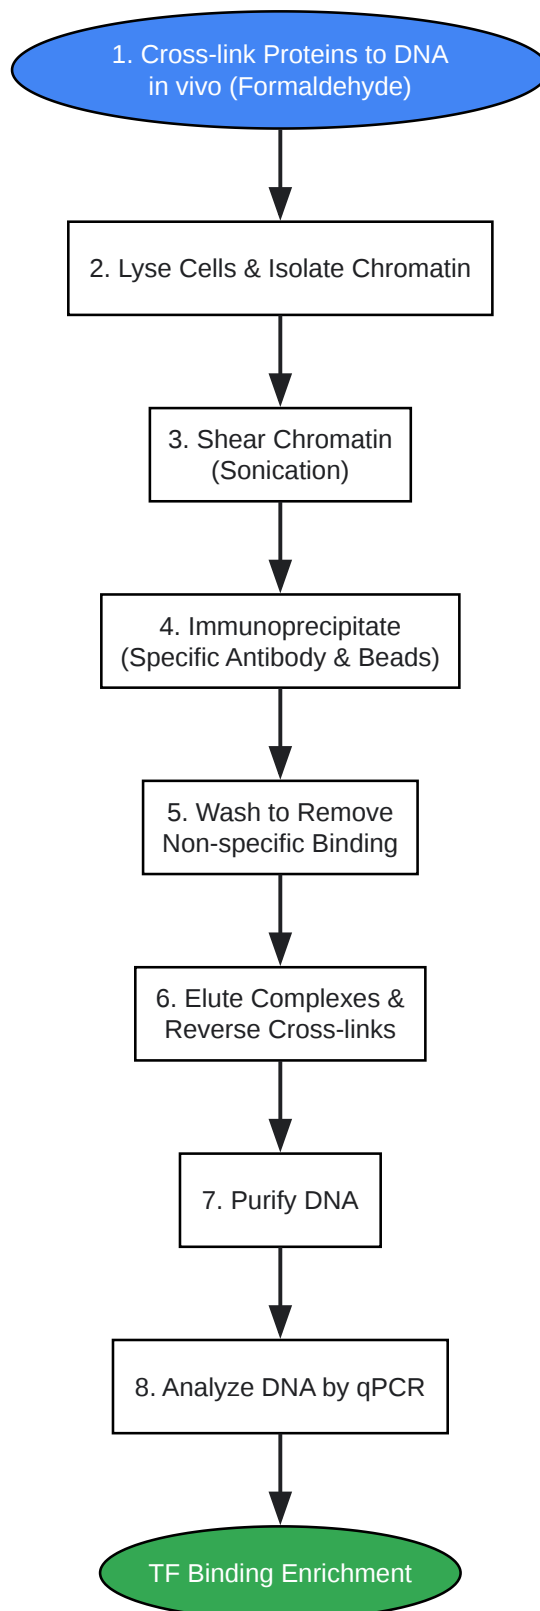 1. Cross-link Proteins to DNA
in vivo (Formaldehyde)
2. Lyse Cells & Isolate Chromatin
3. Shear Chromatin
(Sonication)
4. Immunoprecipitate
(Specific Antibody & Beads)
5. Wash to Remove
Non-specific Binding
6. Elute Complexes &
Reverse Cross-links
7. Purify DNA
8. Analyze DNA by qPCR
TF Binding Enrichment